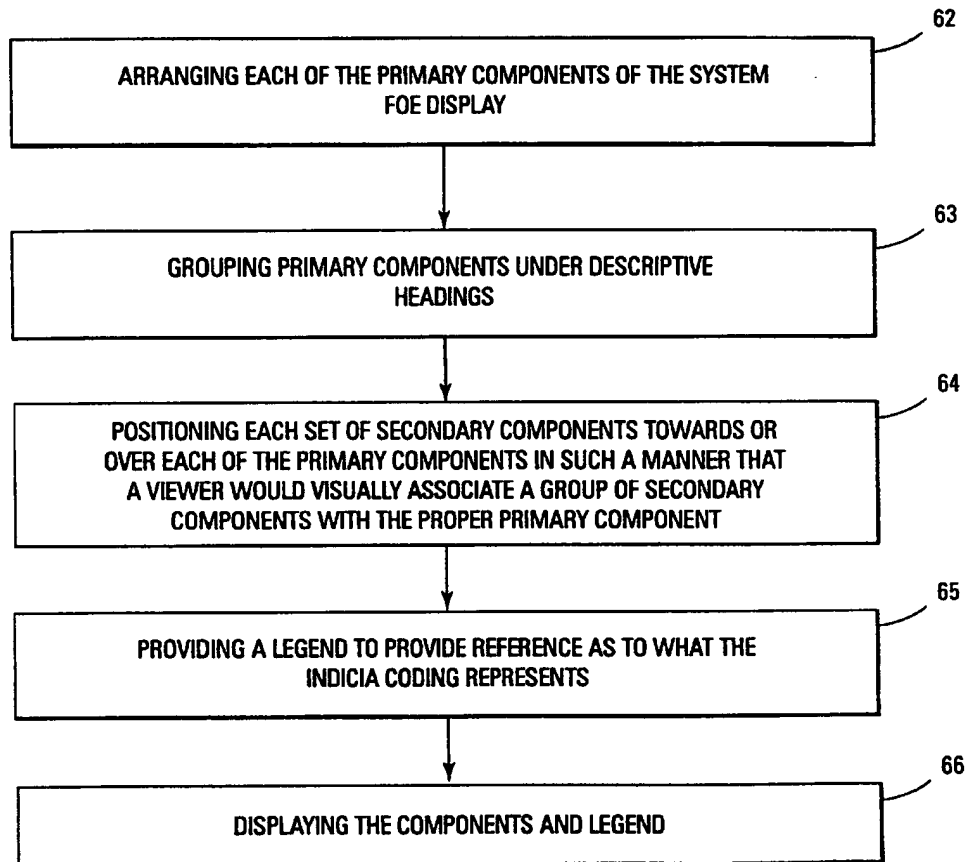 62
ARRANGING EACH OF THE PRIMARY COMPONENTS OF THE SYSTEM
FOE DISPLAY
63
GROUPING PRIMARY COMPONENTS UNDER DESCRIPTIVE
HEADINGS
64
POSITIONING EACH SET OF SECONDARY COMPONENTS TOWARDS OR
OVER EACH OF THE PRIMARY COMPONENTS IN SUCH A MANNER THAT
A VIEWER WOULD VISUALLY ASSOCIATE A GROUP OF SECONDARY
COMPONENTS WITH THE PROPER PRIMARY COMPONENT
65
PROVIDING A LEGEND TO PROVIDE REFERENCE AS TO WHAT THE
INDICIA CODING REPRESENTS
66
DISPLAYING THE COMPONENTS AND LEGEND